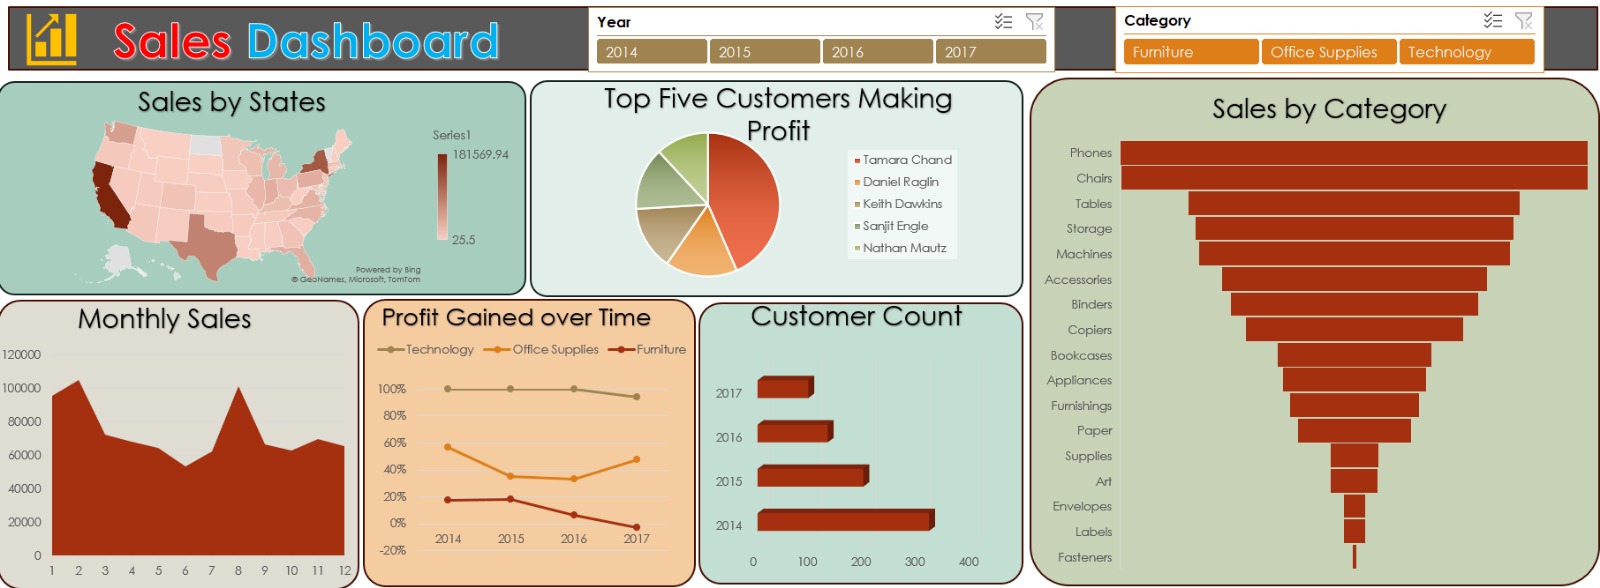 Sales Dashboard
Year
2014 2015 2016 2017
Category
Furniture Office Supplies Technology
Sales by States
Series1
181569.94
25.5
Powered by Bing
© GeoNames, Microsoft, TomTom
Top Five Customers Making
Profit
Tamara Chand
Daniel Raglin
Keith Dawkins
Sanjit Engle
Nathan Mautz
Sales by Category
Phones
Chairs
Tables
Storage
Machines
Accessories
Binders
Copiers
Bookcases
Appliances
Furnishings
Paper
Supplies
Art
Envelopes
Labels
Fasteners
Monthly Sales
120000
100000
80000
60000
40000
20000
0
1 2 3 4 5 6 7 8 9 10 11 12
Profit Gained over Time
Technology Office Supplies Furniture
100%
80%
60%
40%
20%
0%
2014 2015 2016 2017
-20%
Customer Count
2017
2016
2015
2014
0 100 200 300 400